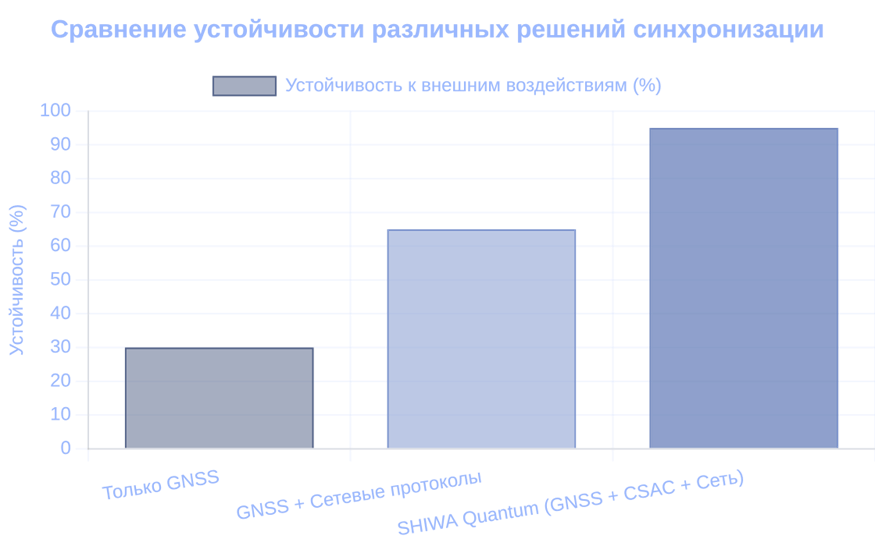 Сравнение устойчивости различных решений синхронизации
Устойчивость к внешним воздействиям (%)
Устойчивость (%)
100
90
80
70
60
50
40
30
20
10
0
Только GNSS
GNSS + Сетевые протоколы
SHIWA Quantum (GNSS + CSAC + Сеть)